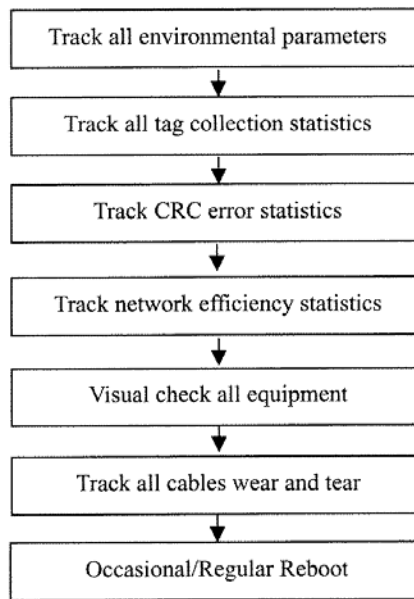 Track all environmental parameters
Track all tag collection statistics
Track CRC error statistics
Track network efficiency statistics
Visual check all equipment
Track all cables wear and tear
Occasional/Regular Reboot